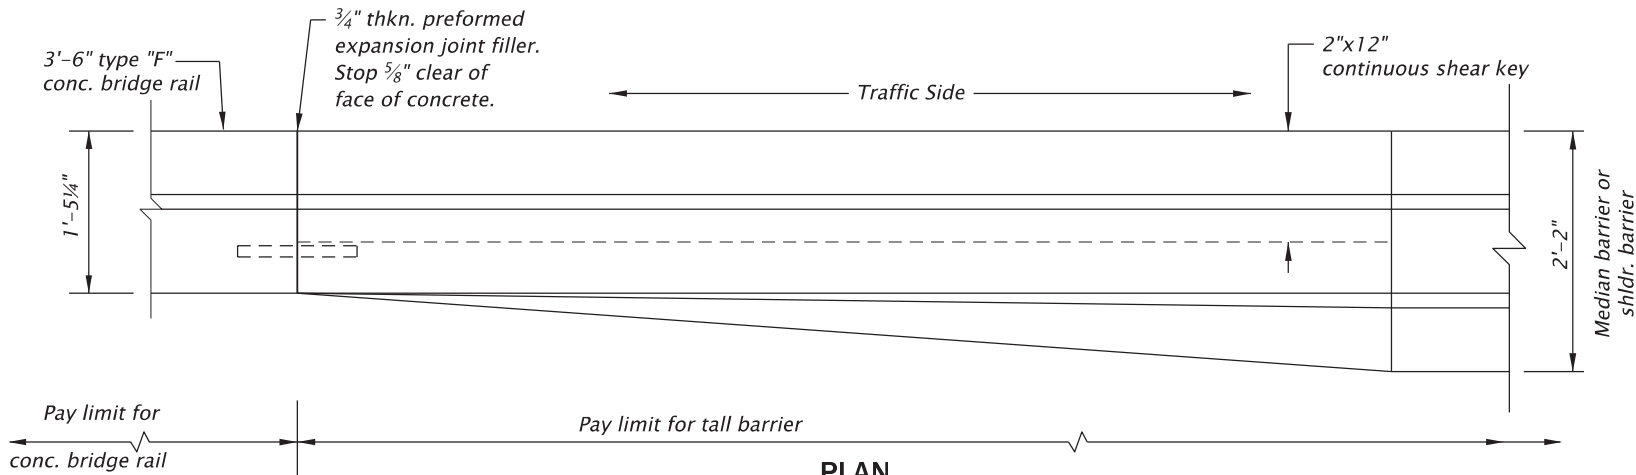 3'-6" type "F"
conc. bridge rail
¾" thkn. preformed
expansion joint filler.
Stop ⅝" clear of
face of concrete.
Traffic Side
2"x12"
continuous shear key
1'-5¼"
2'-2"
Median barrier or
shldr. barrier
Pay limit for
conc. bridge rail
Pay limit for tall barrier
PLAN